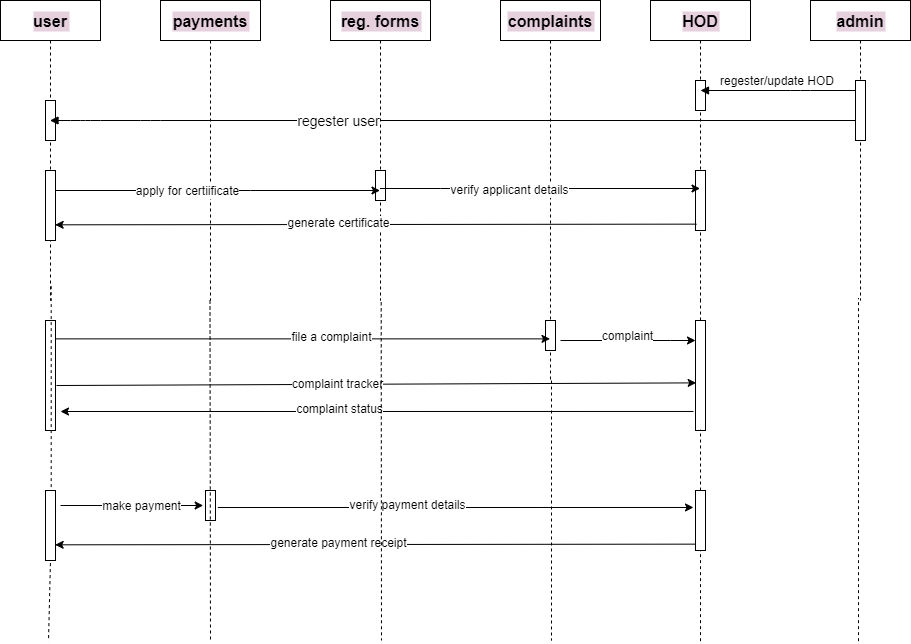 user
payments
reg. forms
complaints
HOD
admin
regester/update HOD
regester user
apply for certiificate
verify applicant details
generate certificate
file a complaint
complaint
complaint tracker
complaint status
make payment
verify payment details
generate payment receipt